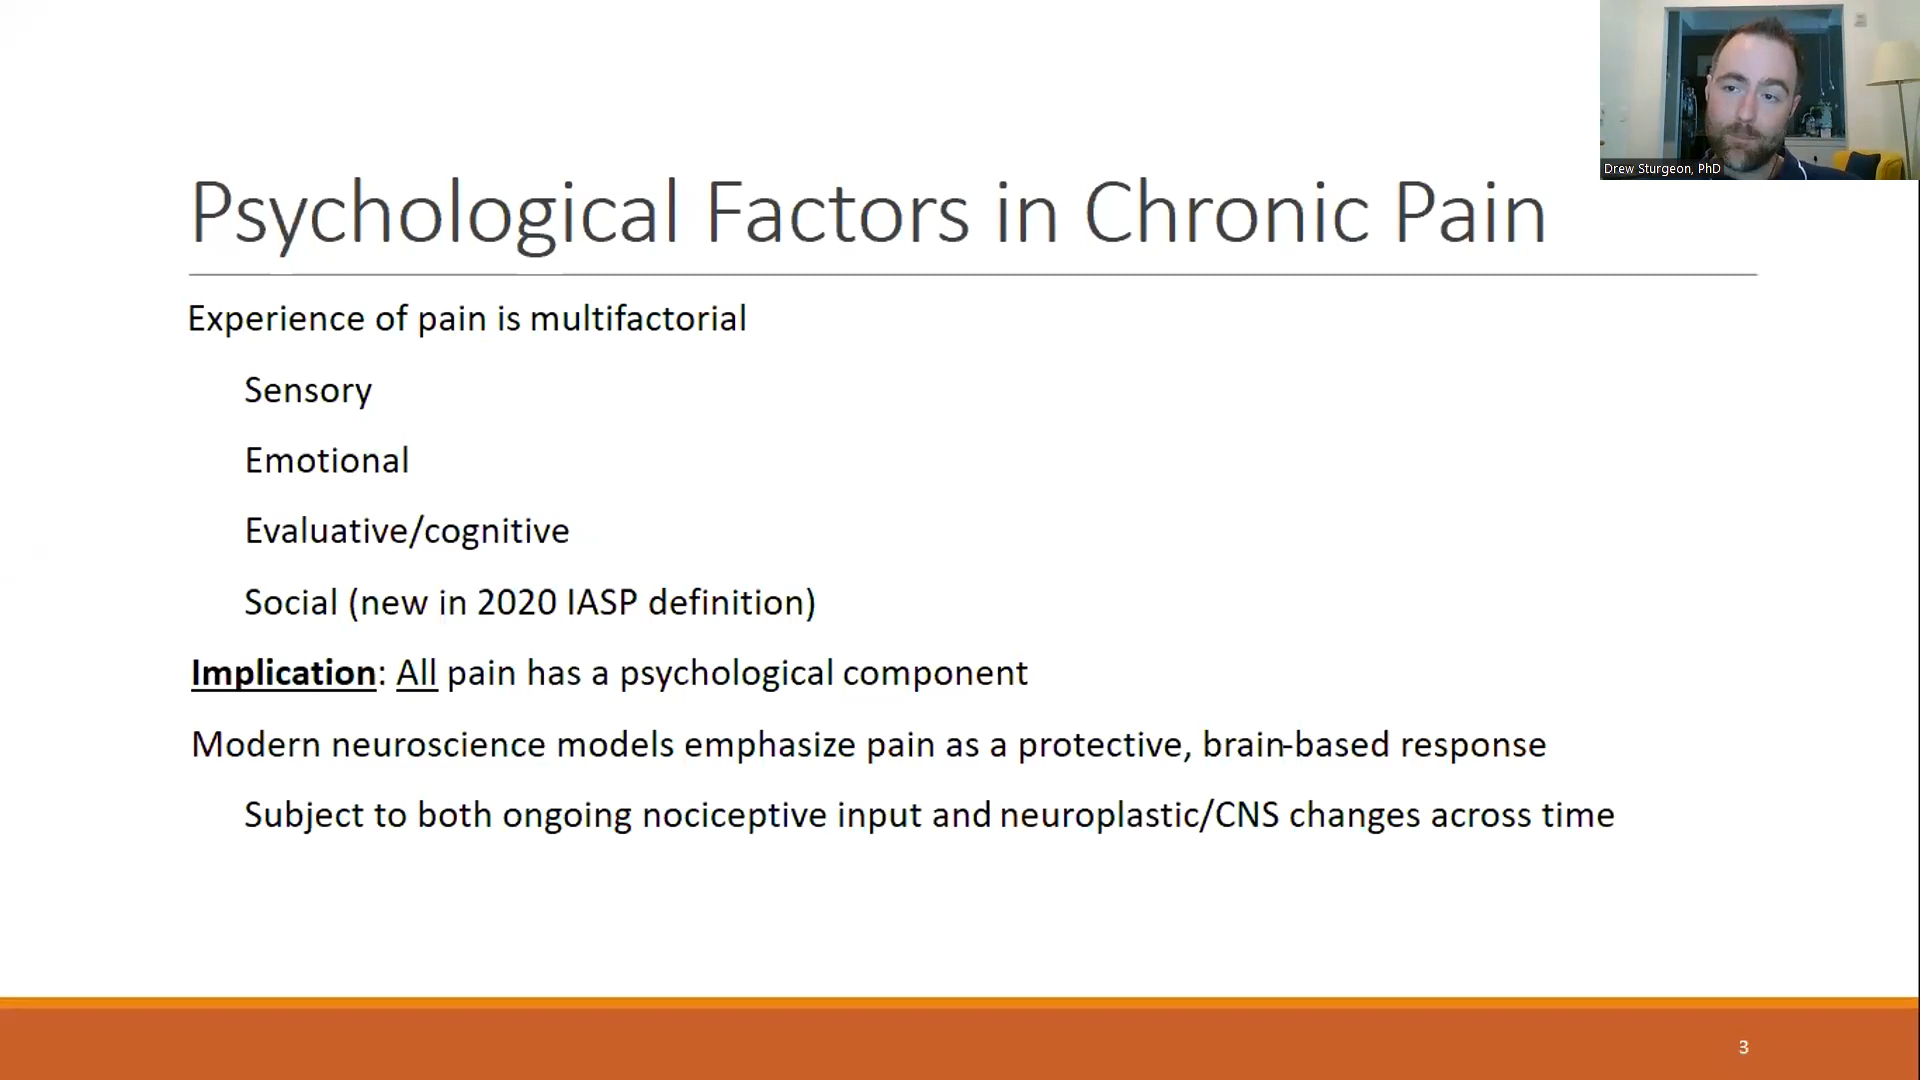 Drew Sturgeon, PhD
Psychological Factors in Chronic Pain
Experience of pain is multifactorial
Sensory
Emotional
Evaluative/cognitive
Social (new in 2020 IASP definition)
Implication: All pain has a psychological component
Modern neuroscience models emphasize pain as a protective, brain-based response
Subject to both ongoing nociceptive input and neuroplastic/CNS changes across time
3